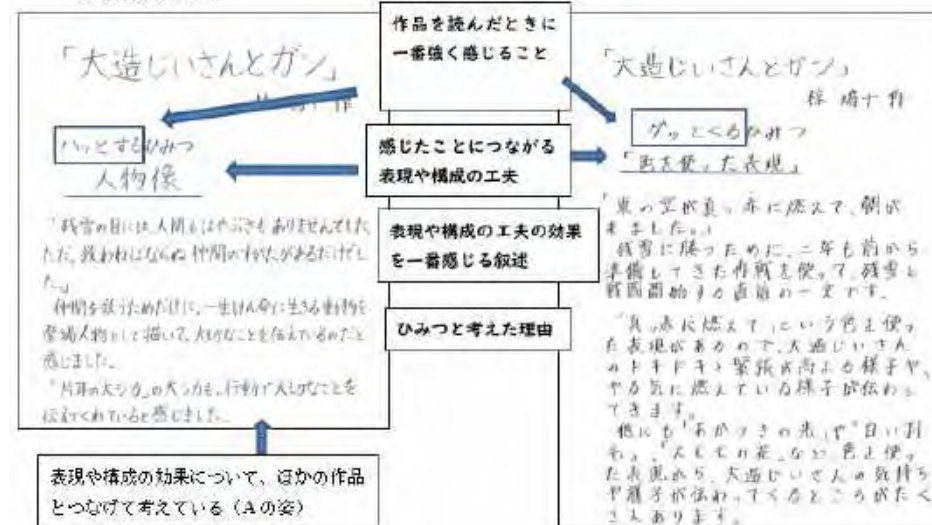 「大造じいさんとガン」
作
ハッとするひみつ
人物像
「残雪の目には、人間もはやぶさもありませんでした。
ただ、救わねばならぬ仲間のすがたがあるだけでし
た。」
仲間を救うためだけに、一生けん命に生きる動物を
登場人物として描いて、大切なことを伝えているのだと
感じました。
「片耳の大シカ」の大シカも、行動で大切なことを
伝えてくれていると感じました。
表現や構成の効果について、ほかの作品
とつなげて考えている（Aの姿）
作品を読んだときに
一番強く感じること
感じたことにつながる
表現や構成の工夫
表現や構成の工夫の効果
を一番感じる叙述
ひみつと考えた理由
「大造じいさんとガン」
椋 鳩十 作
グッとくるひみつ
「色を使った表現」
「東の空が真っ赤に燃えて、朝が
来ました。」
残雪に勝つために、二年も前から
準備してきた作戦を使って、残雪と
戦闘開始する直前の一文です。
「真っ赤に燃えて」という色を使っ
た表現があるので、大造じいさん
のドキドキと緊張が高まる様子や、
やる気に燃えている様子が伝わっ
てきます。
他にも「あかつきの光」や「白い羽
「スモモの花」など、色を使っ
た表現から、大造じいさんの気持ち
や様子が伝わってくるところがたく
さんあります。